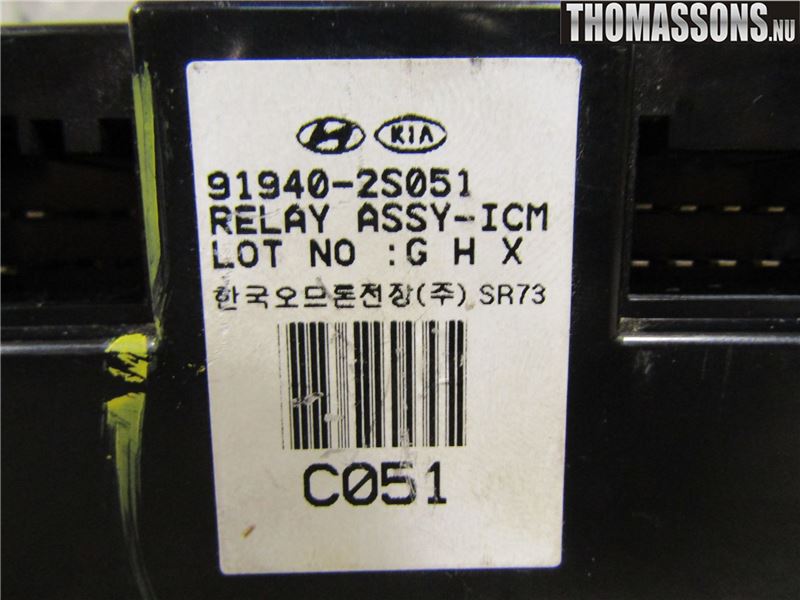 THOMASSONS.NU
KIA
91940-2S051
RELAY ASSY-ICM
LOT NO :G H X
한국오므론전장(주) SR73
C051